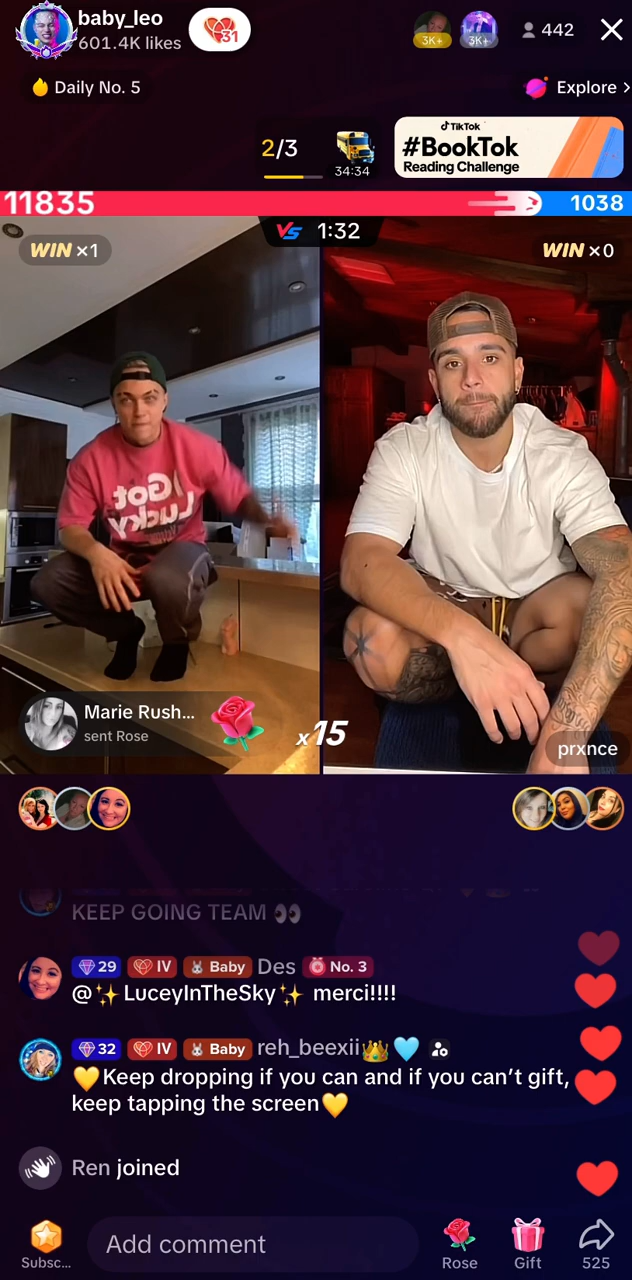 baby_leo
601.4K likes
31
3K+
3K+
442
Daily No. 5
Explore
2/3
34:34
TikTok
#BookTok
Reading Challenge
11835
1038
VS 1:32
WIN x1
WIN x0
I Got
Lucky
Marie Rush...
sent Rose
x15
prxnce
KEEP GOING TEAM 👀
29 IV Baby Des No. 3
@✨LuceyInTheSky✨ merci!!!!
32 IV Baby reh_beexii👑🩵
💛Keep dropping if you can and if you can't gift,
keep tapping the screen💛
Ren joined
Subsc...
Add comment
Rose
Gift
525